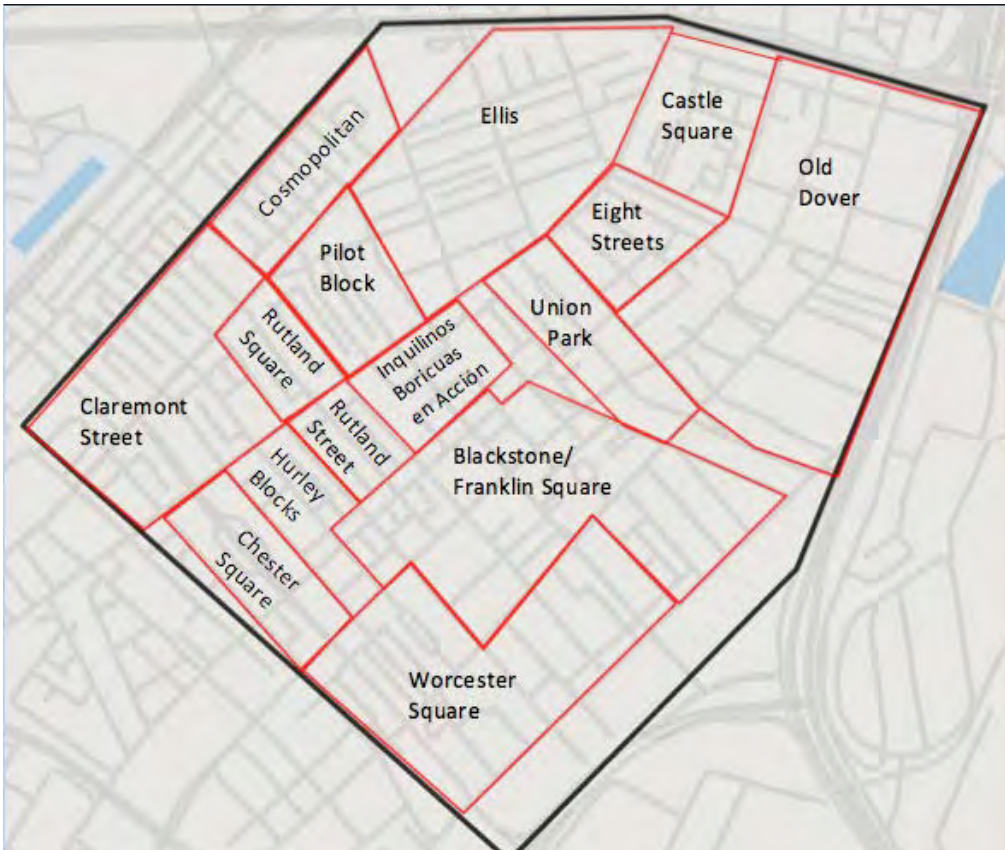 Ellis
Castle
Square
Cosmopolitan
Old
Dover
Eight
Streets
Pilot
Block
Union
Park
Rutland
Square
Inquilinos
Boricuas
en Acción
Claremont
Street
Rutland
Street
Blackstone/
Franklin Square
Hurley
Blocks
Chester
Square
Worcester
Square